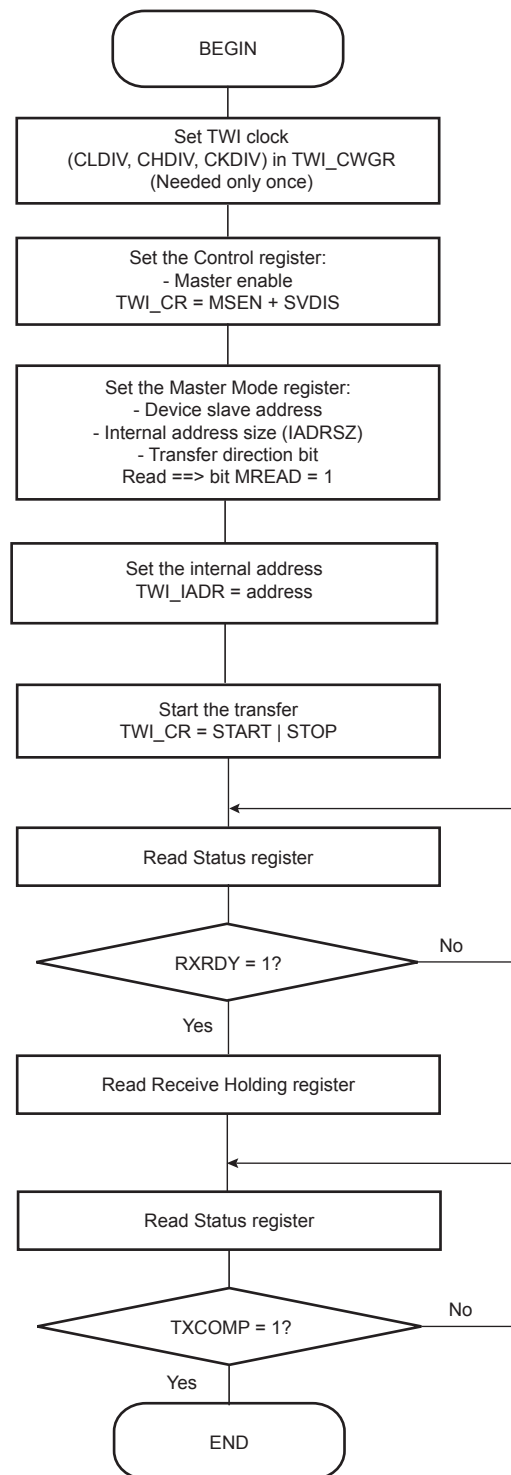 BEGIN
Set TWI clock
(CLDIV, CHDIV, CKDIV) in TWI_CWGR
(Needed only once)
Set the Control register:
- Master enable
TWI_CR = MSEN + SVDIS
Set the Master Mode register:
- Device slave address
- Internal address size (IADRSZ)
- Transfer direction bit
Read ==> bit MREAD = 1
Set the internal address
TWI_IADR = address
Start the transfer
TWI_CR = START | STOP
Read Status register
RXRDY = 1?
No
Yes
Read Receive Holding register
Read Status register
TXCOMP = 1?
No
Yes
END